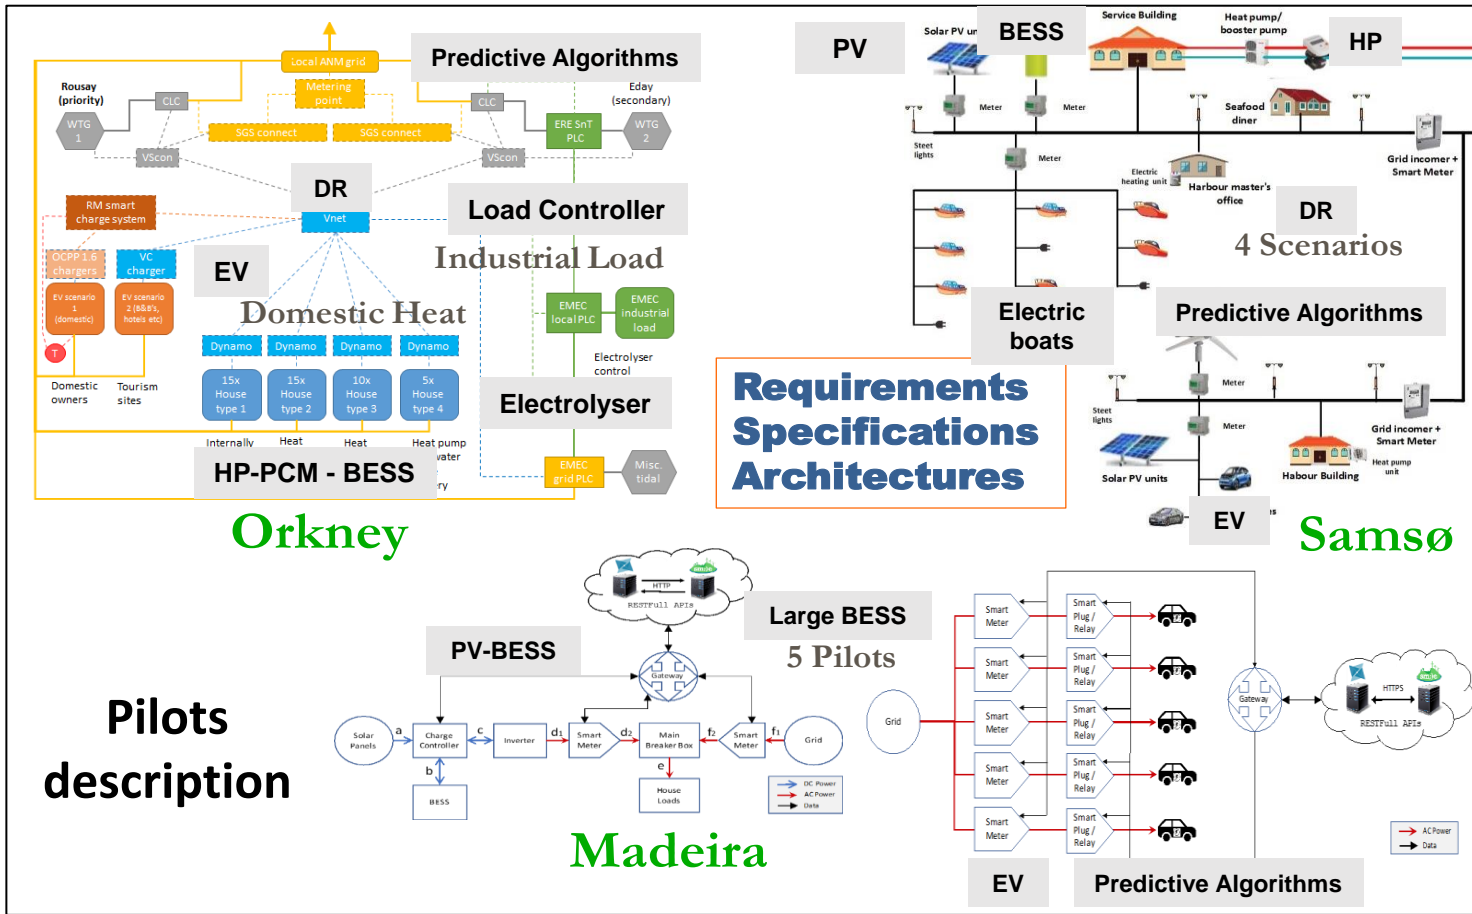 Predictive Algorithms
Local ANM grid
Metering
point
Rousay
(priority)
CLC
CLC
Eday
(secondary)
WTG
1
SGS connect
SGS connect
ERE SnT
PLC
WTG
2
VScon
VScon
DR
Vnet
RM smart
charge system
Load Controller
Industrial Load
OCPP 1.6
chargers
VC
charger
EV
EV scenario
1
(domestic)
EV scenario
2 (B&B's,
hotels etc)
Domestic Heat
EMEC
local PLC
EMEC
industrial
load
T
Dynamo
Dynamo
Dynamo
Dynamo
Electrolyser
control
Domestic
owners
Tourism
sites
15x
House
type 1
15x
House
type 2
10x
House
type 3
5x
House
type 4
Electrolyser
Internally
Heat
Heat
Heat pump
water
HP-PCM - BESS
ry
EMEC
grid PLC
Misc.
tidal
Orkney
PV
Solar PV un
BESS
Service Building
Heat pump/
booster pump
HP
Meter
Meter
Seafood
diner
Steet
lights
Meter
Electric
heating unit
Harbour master's
office
Grid incomer +
Smart Meter
DR
4 Scenarios
Electric
boats
Predictive Algorithms
Requirements
Specifications
Architectures
Meter
Steet
lights
Meter
Grid incomer +
Smart Meter
Solar PV units
Habour Building
Heat pump
unit
EV
s
Samsø
Pilots
description
HTTP
RESTFull APIs
PV-BESS
Large BESS
5 Pilots
Gateway
Solar
Panels
a
Charge
Controller
c
Inverter
d1
Smart
Meter
d2
Main
Breaker Box
f2
Smart
Meter
f1
Grid
b
e
BESS
House
Loads
DC Power
AC Power
Data
Madeira
Grid
Smart
Meter
Smart
Plug /
Relay
Smart
Meter
Smart
Plug /
Relay
Smart
Meter
Smart
Plug /
Relay
Smart
Meter
Smart
Plug /
Relay
Smart
Meter
Smart
Plug /
Relay
Gateway
HTTPS
RESTFull APIs
AC Power
Data
EV
Predictive Algorithms